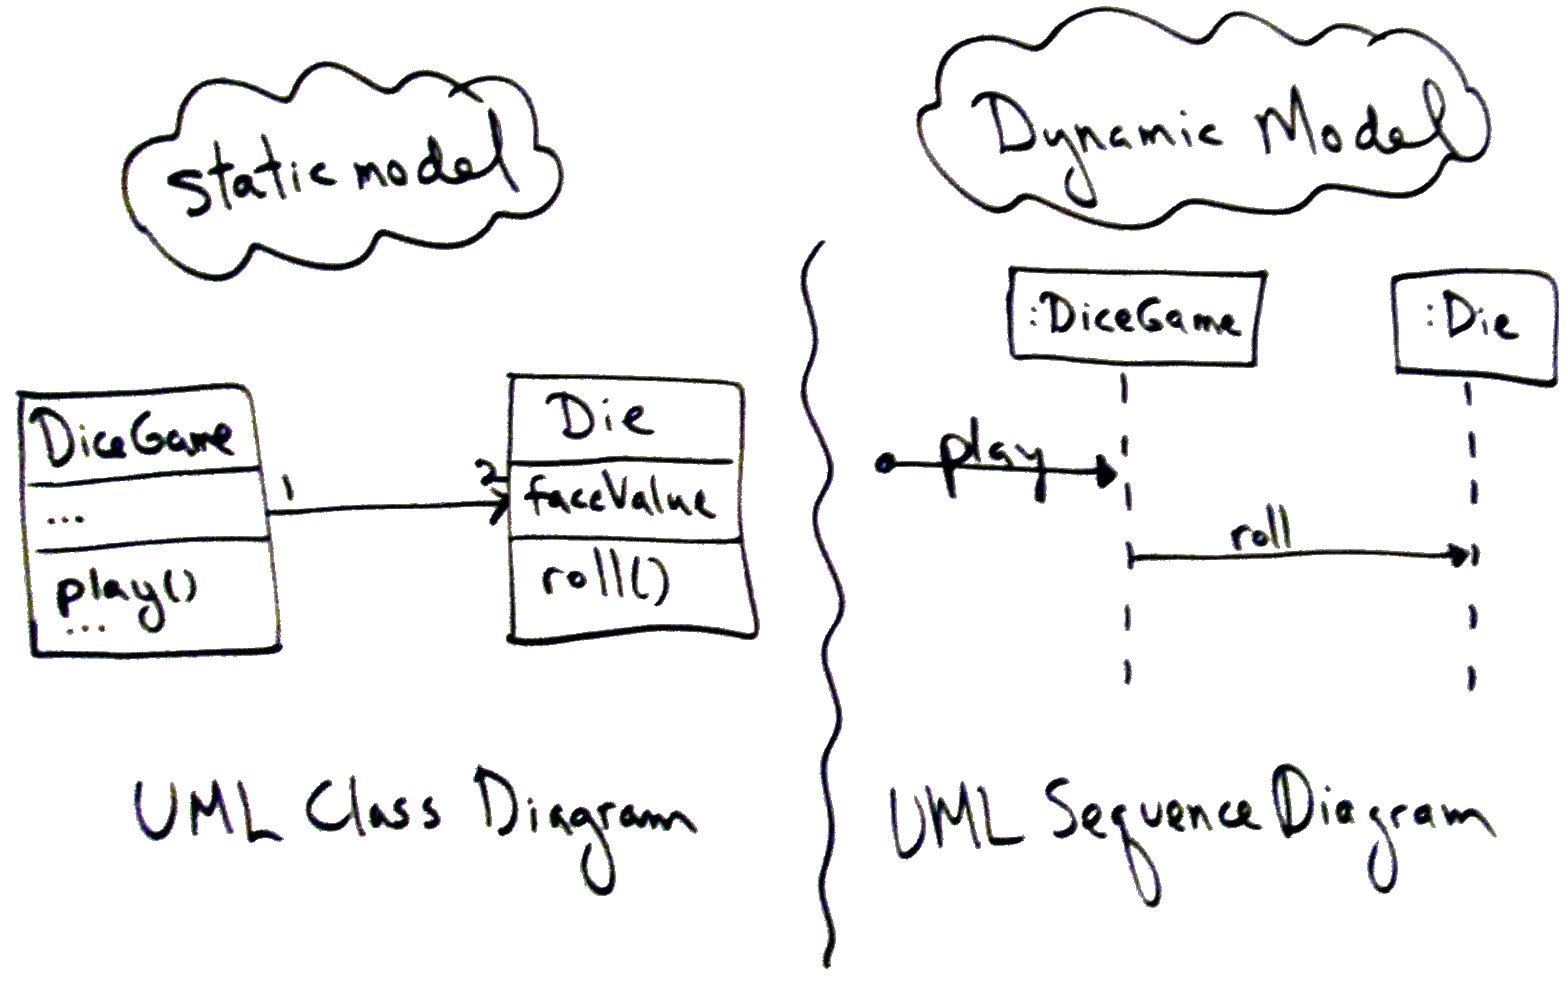 Static model
DiceGame
...
play()
...
1
2
Die
faceValue
roll()
UML Class Diagram
Dynamic Model
:DiceGame
:Die
play
roll
UML Sequence Diagram